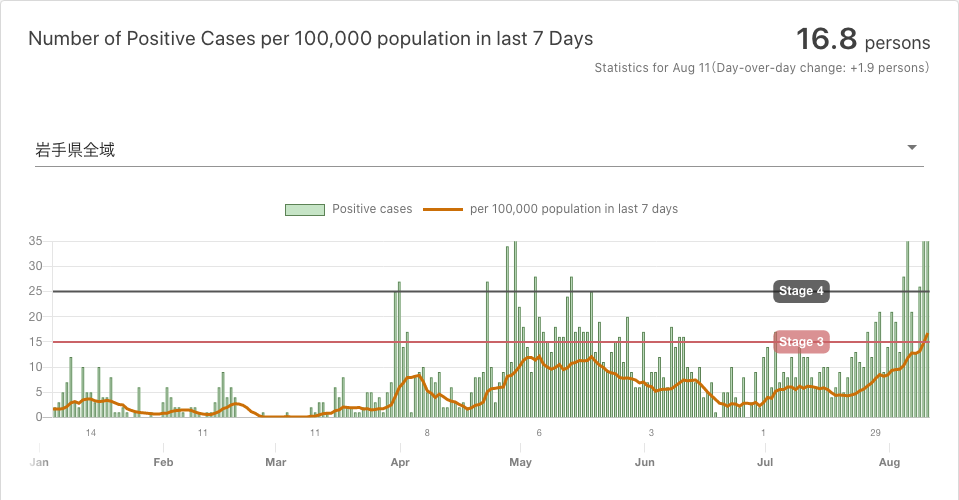 Number of Positive Cases per 100,000 population in last 7 Days
16.8 persons
Statistics for Aug 11(Day-over-day change: +1.9 persons)
岩手県全域
Positive cases per 100,000 population in last 7 days
35
30
25
20
15
10
5
0
Stage 4
Stage 3
14 11 11 8 6 3 1 29
Jan Feb Mar Apr May Jun Jul Aug